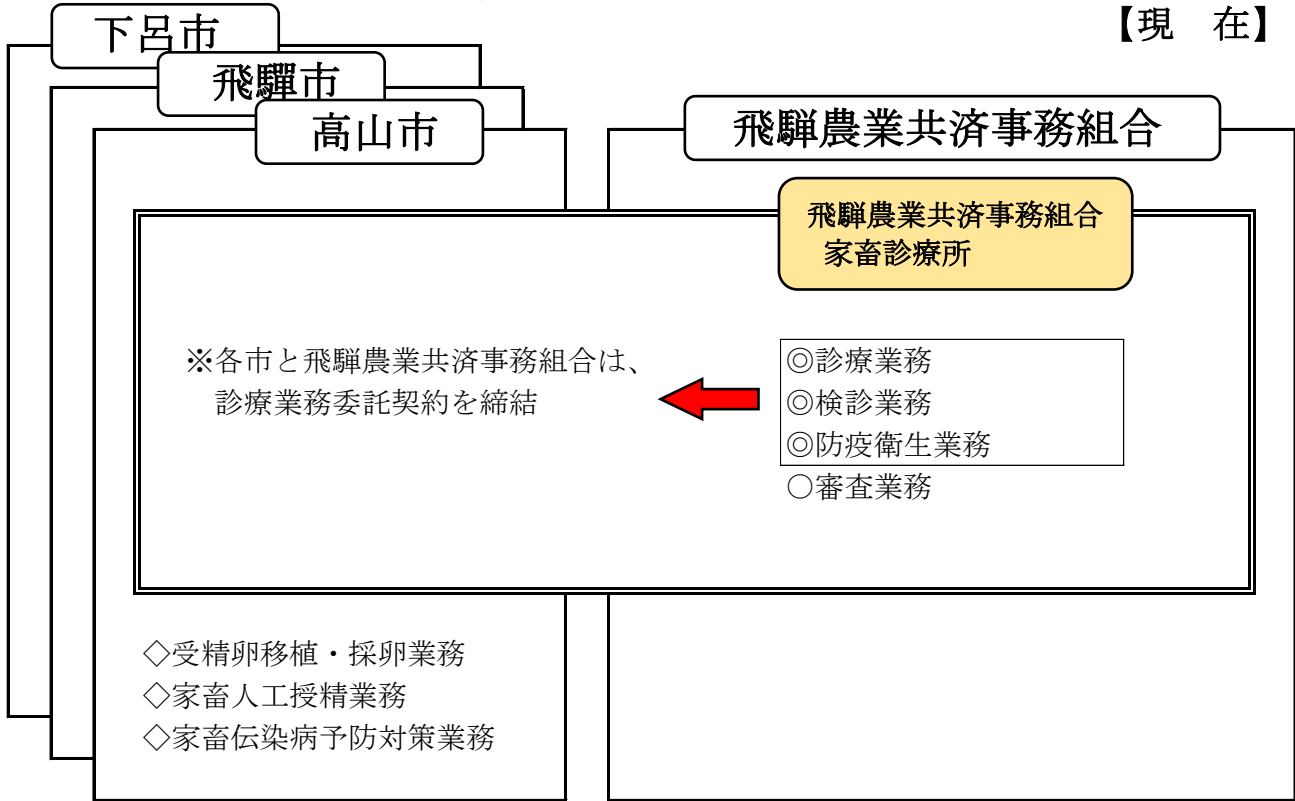 【現　在】
下呂市
飛驒市
高山市
飛騨農業共済事務組合
飛騨農業共済事務組合
家畜診療所
※各市と飛騨農業共済事務組合は、
診療業務委託契約を締結
◎診療業務
◎検診業務
◎防疫衛生業務
○審査業務
◇受精卵移植・採卵業務
◇家畜人工授精業務
◇家畜伝染病予防対策業務